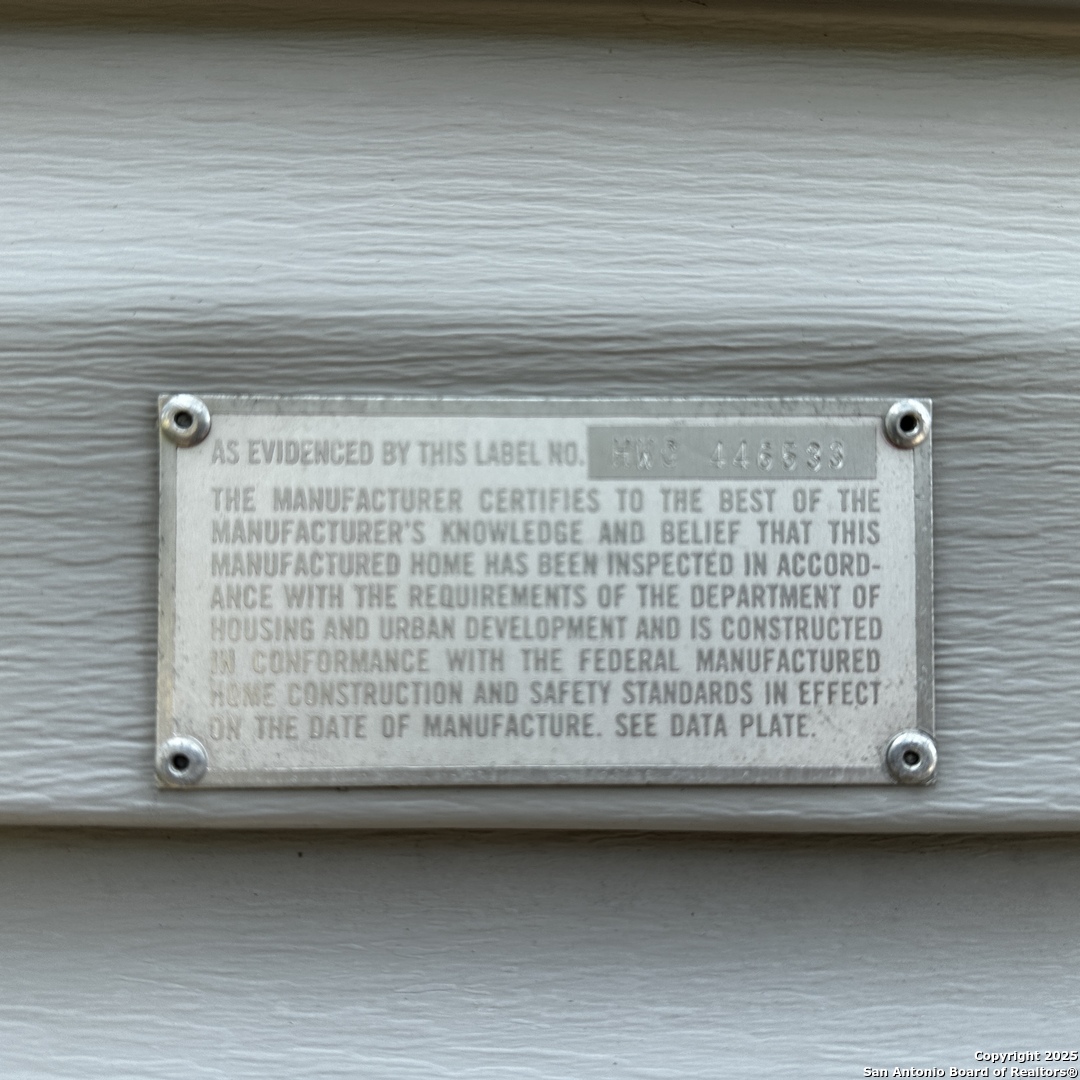 AS EVIDENCED BY THIS LABEL NO.
THE MANUFACTURER CERTIFIES TO THE BEST OF THE
MANUFACTURER'S KNOWLEDGE AND BELIEF THAT THIS
MANUFACTURED HOME HAS BEEN INSPECTED IN ACCORD-
ANCE WITH THE REQUIREMENTS OF THE DEPARTMENT OF
HOUSING AND URBAN DEVELOPMENT AND IS CONSTRUCTED
IN CONFORMANCE WITH THE FEDERAL MANUFACTURED
HOME CONSTRUCTION AND SAFETY STANDARDS IN EFFECT
ON THE DATE OF MANUFACTURE. SEE DATA PLATE.
Copyright 2025
San Antonio Board of Realtors®